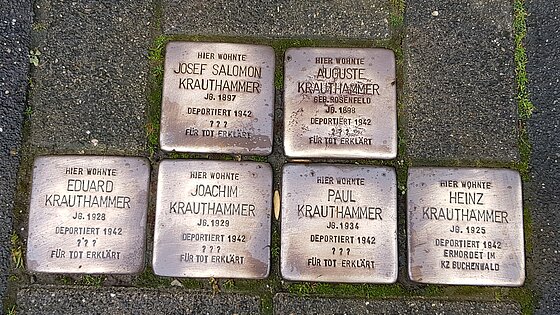 HIER WOHNTE
JOSEF SALOMON
KRAUTHAMMER
JG. 1897
DEPORTIERT 1942
? ? ?
FÜR TOT ERKLÄRT
HIER WOHNTE
AUGUSTE
KRAUTHAMMER
GEB. ROSENFELD
JG. 1898
DEPORTIERT 1942
? ? ?
FÜR TOT ERKLÄRT
HIER WOHNTE
EDUARD
KRAUTHAMMER
JG. 1928
DEPORTIERT 1942
? ? ?
FÜR TOT ERKLÄRT
HIER WOHNTE
JOACHIM
KRAUTHAMMER
JG. 1929
DEPORTIERT 1942
? ? ?
FÜR TOT ERKLÄRT
HIER WOHNTE
PAUL
KRAUTHAMMER
JG. 1934
DEPORTIERT 1942
? ? ?
FÜR TOT ERKLÄRT
HIER WOHNTE
HEINZ
KRAUTHAMMER
JG. 1925
DEPORTIERT 1942
ERMORDET IM
KZ BUCHENWALD